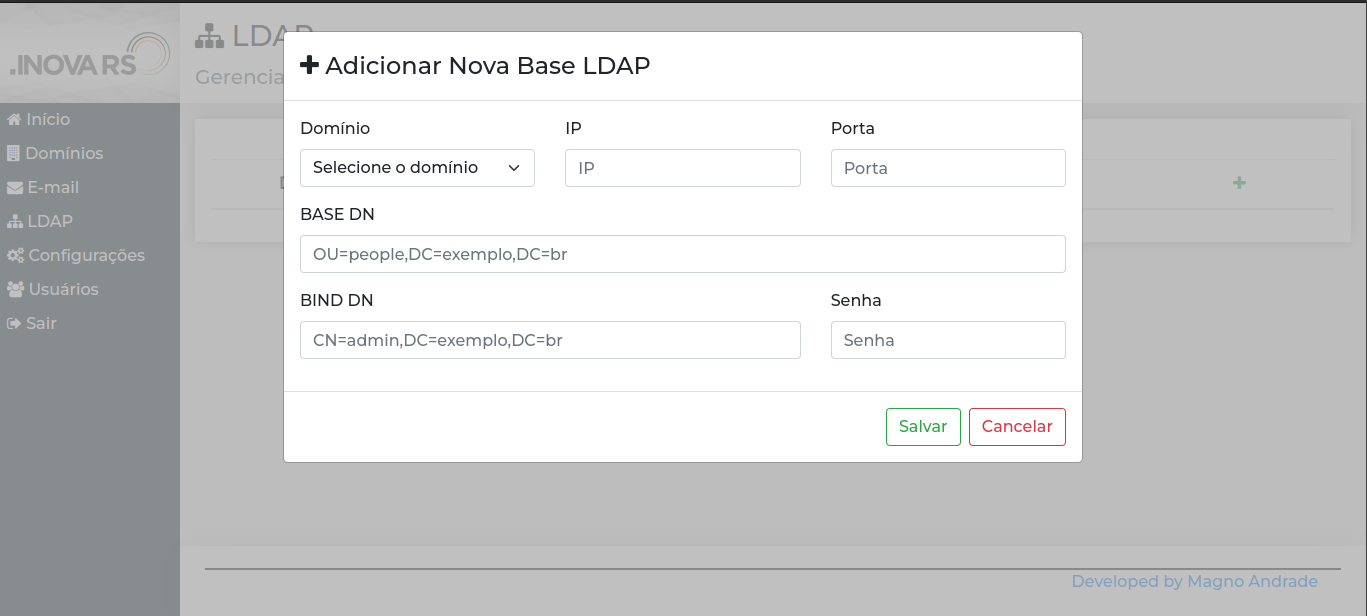 .INOVA RS
LDAP
Gerencia
Início
Domínios
E-mail
LDAP
Configurações
Usuários
Sair
Adicionar Nova Base LDAP
Domínio IP Porta
Selecione o domínio IP Porta
BASE DN
OU=people,DC=exemplo,DC=br
BIND DN Senha
CN=admin,DC=exemplo,DC=br Senha
Salvar Cancelar
Developed by Magno Andrade